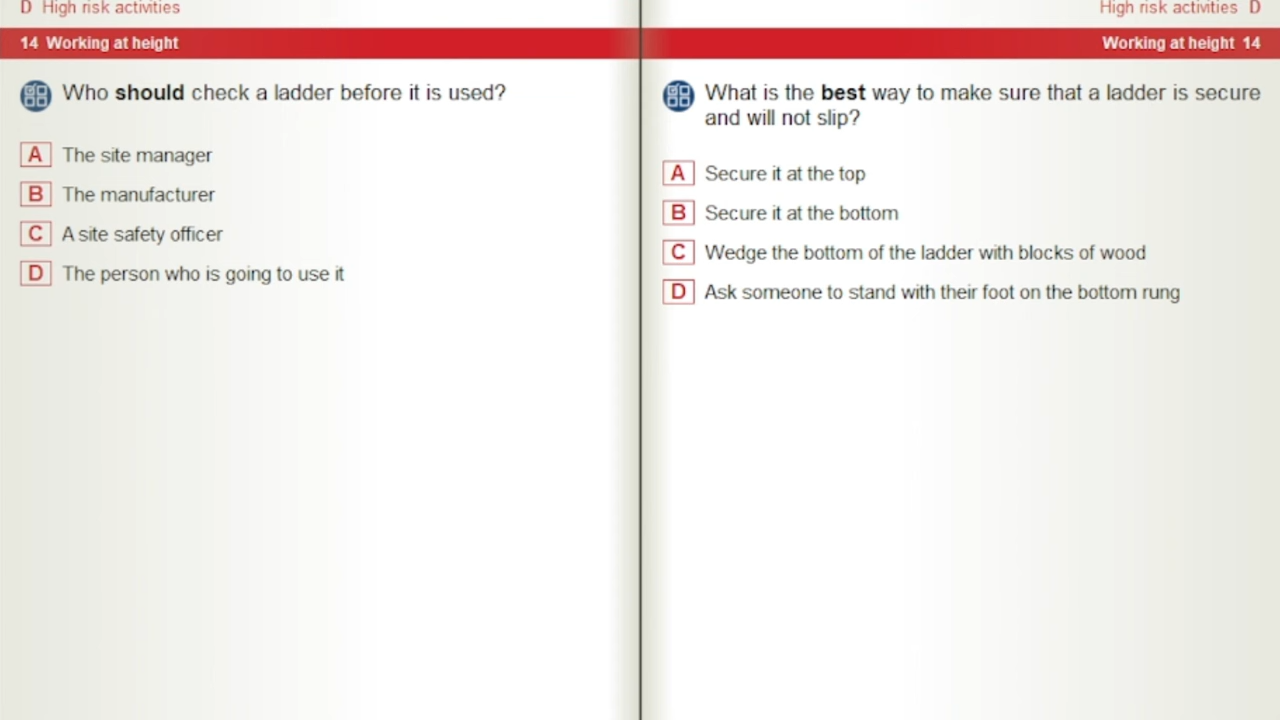 D High risk activities
14 Working at height
Who should check a ladder before it is used?
A The site manager
B The manufacturer
C A site safety officer
D The person who is going to use it
High risk activities D
Working at height 14
What is the best way to make sure that a ladder is secure
and will not slip?
A Secure it at the top
B Secure it at the bottom
C Wedge the bottom of the ladder with blocks of wood
D Ask someone to stand with their foot on the bottom rung